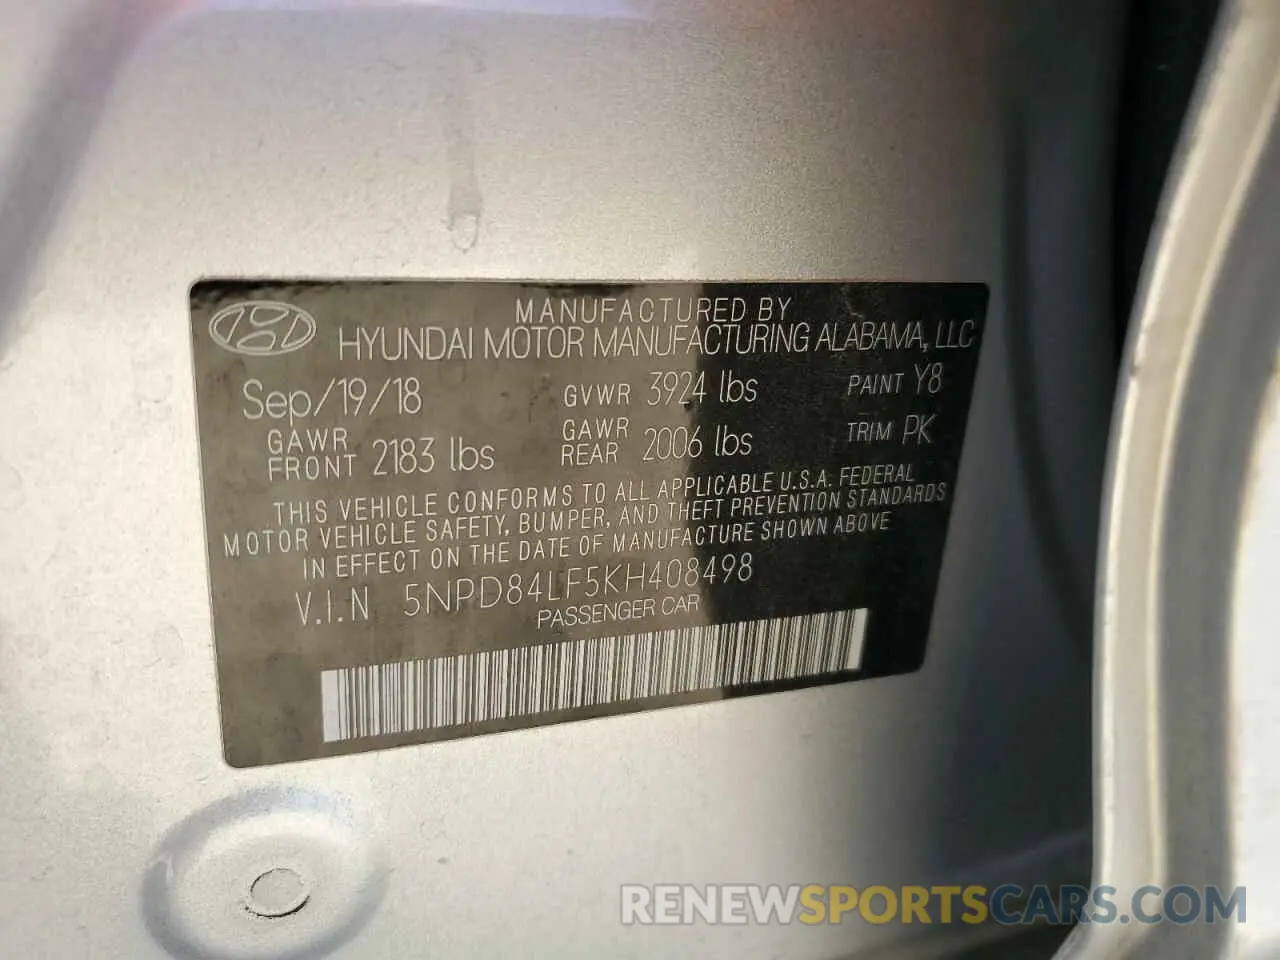 MANUFACTURED BY
HYUNDAI MOTOR MANUFACTURING ALABAMA, LLC
Sep/19/18 GVWR 3924 lbs PAINT Y8
GAWR FRONT 2183 lbs GAWR REAR 2006 lbs TRIM PK
THIS VEHICLE CONFORMS TO ALL APPLICABLE U.S.A. FEDERAL
MOTOR VEHICLE SAFETY, BUMPER, AND THEFT PREVENTION STANDARDS
IN EFFECT ON THE DATE OF MANUFACTURE SHOWN ABOVE
V.I.N 5NPD84LF5KH408498
PASSENGER CAR
RENEWSPORTSCARS.COM